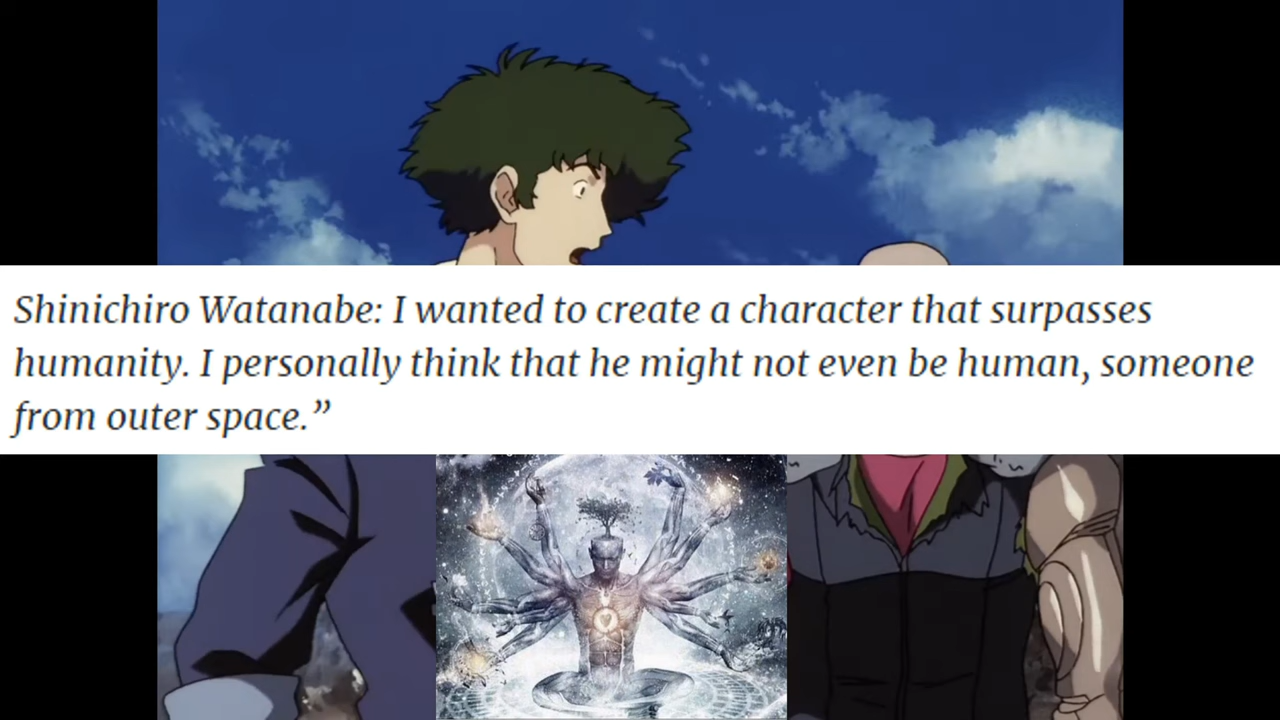 Shinichiro Watanabe: I wanted to create a character that surpasses
humanity. I personally think that he might not even be human, someone
from outer space.”